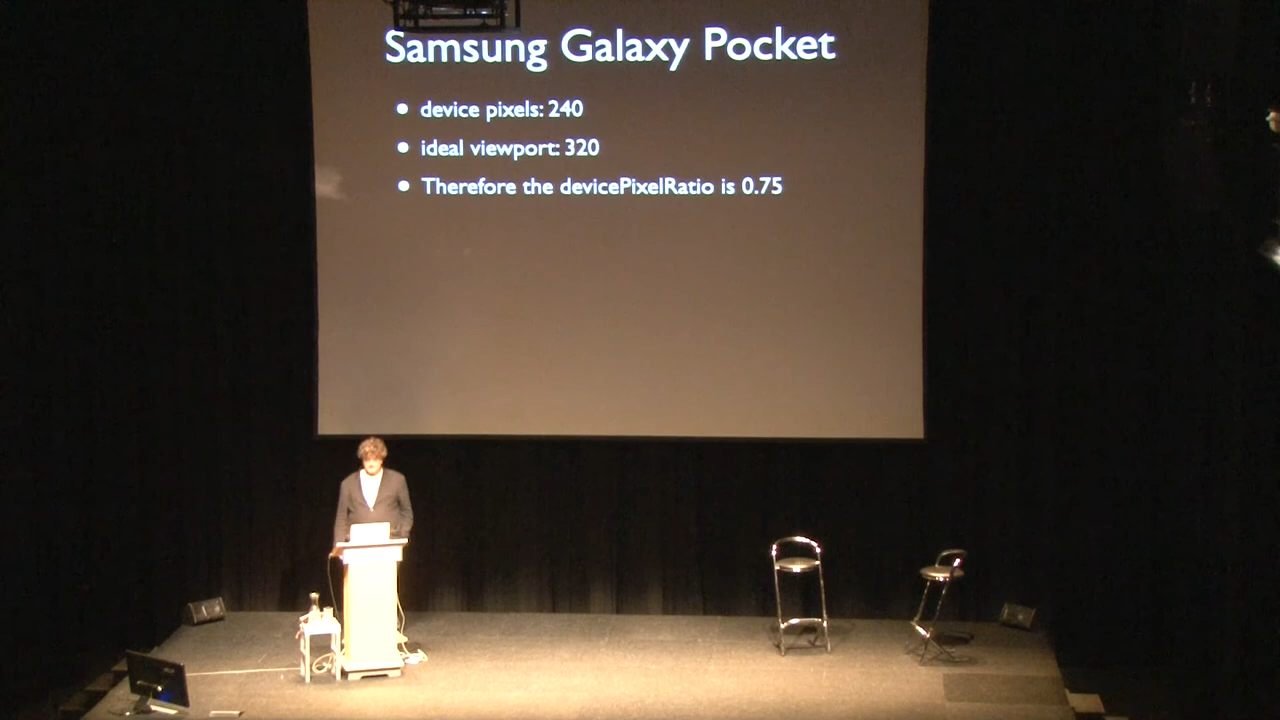 Samsung Galaxy Pocket
device pixels: 240
ideal viewport: 320
Therefore the devicePixelRatio is 0.75